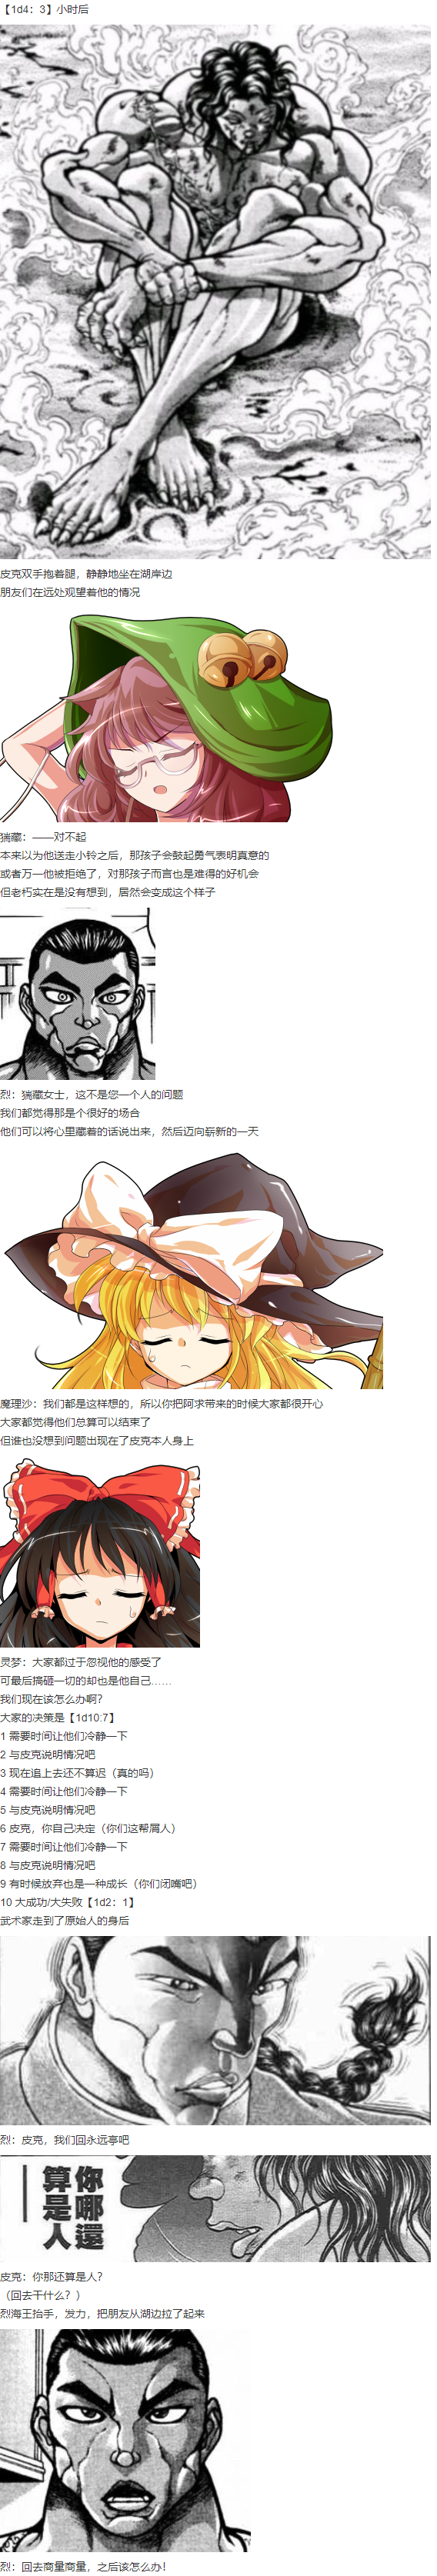 【1d4：3】小时后
皮克双手抱着腿，静静地坐在湖岸边
朋友们在远处观望着他的情况
猯藏：——对不起
本来以为他送走小铃之后，那孩子会鼓起勇气表明真意的
或者万一他被拒绝了，对那孩子而言也是难得的好机会
但老朽实在是没有想到，居然会变成这个样子
烈：猯藏女士，这不是您一个人的问题
我们都觉得那是个很好的场合
他们可以将心里藏着的话说出来，然后迈向崭新的一天
魔理沙：我们都是这样想的，所以你把阿求带来的时候大家都很开心
大家都觉得他们总算可以结束了
但谁也没想到问题出现在了皮克本人身上
灵梦：大家都过于忽视他的感受了
可最后搞砸一切的却也是他自己……
我们现在该怎么办啊？
大家的决策是【1d10:7】
1 需要时间让他们冷静一下
2 与皮克说明情况吧
3 现在追上去还不算迟（真的吗）
4 需要时间让他们冷静一下
5 与皮克说明情况吧
6 皮克，你自己决定（你们这帮屑人）
7 需要时间让他们冷静一下
8 与皮克说明情况吧
9 有时候放弃也是一种成长（你们闭嘴吧）
10 大成功/大失败【1d2：1】
武术家走到了原始人的身后
烈：皮克，我们回永远亭吧
你哪還
算是人
——
皮克：你那还算是人？
（回去干什么？）
烈海王抬手，发力，把朋友从湖边拉了起来
烈：回去商量商量，之后该怎么办！